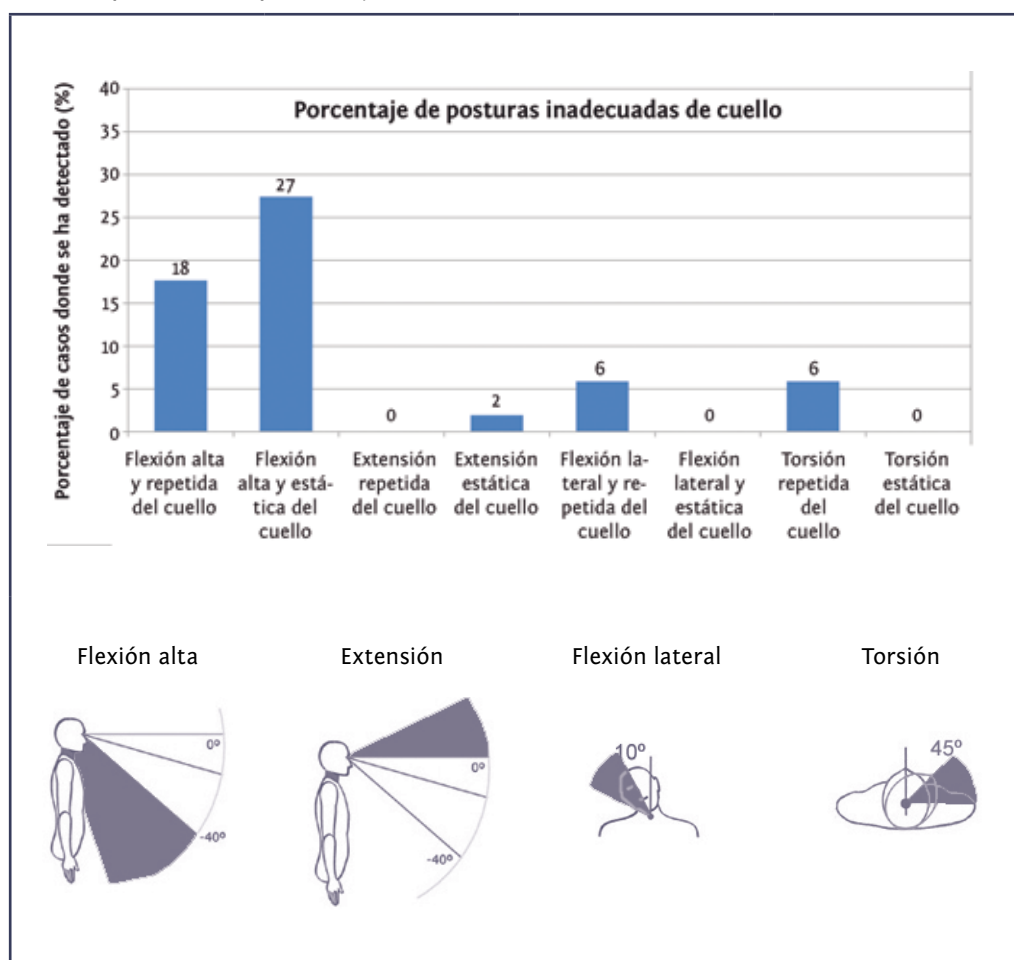 Porcentaje de posturas inadecuadas de cuello
Porcentaje de casos donde se ha detectado (%)
40
35
30
25
20
15
10
5
0
18
27
0
2
6
0
6
0
Flexión alta
y repetida
del cuello
Flexión
alta y está-
tica del
cuello
Extensión
repetida
del cuello
Extensión
estática
del cuello
Flexión la-
teral y re-
petida del
cuello
Flexión
lateral y
estática
del cuello
Torsión
repetida
del
cuello
Torsión
estática
del cuello
Flexión alta
Extensión
Flexión lateral
Torsión
0º
-40º
0º
-40º
10º
45º